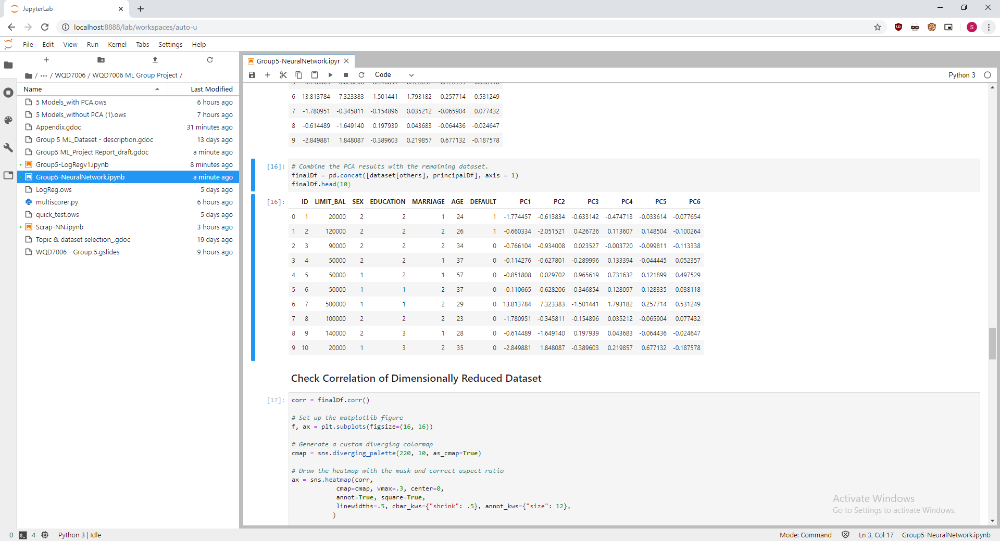 JupyterLab
localhost:8888/lab/workspaces/auto-u
S
File Edit View Run Kernel Tabs Settings Help
/ ··· / WQD7006 / WQD7006 ML Group Project /
Name Last Modified
5 Models_with PCA.ows 6 hours ago
5 Models_without PCA (1).ows 7 hours ago
Appendix.gdoc 31 minutes ago
Group 5 ML_Dataset - description.gdoc 13 days ago
Group5 ML_Project Report_draft.gdoc a minute ago
Group5-LogRegv1.ipynb 8 minutes ago
Group5-NeuralNetwork.ipynb a minute ago
LogReg.ows 5 days ago
multiscorer.py 6 hours ago
quick_test.ows 5 days ago
Scrap-NN.ipynb 3 hours ago
Topic & dataset selection_.gdoc 19 days ago
WQD7006 - Group 5.gslides 9 hours ago
Group5-NeuralNetwork.ipyr
Code Python 3
6 13.813784 7.323383 -1.501441 1.793182 0.257714 0.531249
7 -1.780951 -0.345811 -0.154896 0.035212 -0.065904 0.077432
8 -0.614489 -1.649140 0.197939 0.043683 -0.064436 -0.024647
9 -2.849881 1.848087 -0.389603 0.219857 0.677132 -0.187578
[16]: # Combine the PCA results with the remaining dataset.
finalDf = pd.concat([dataset[others], principalDf], axis = 1)
finalDf.head(10)
[16]: ID LIMIT_BAL SEX EDUCATION MARRIAGE AGE DEFAULT PC1 PC2 PC3 PC4 PC5 PC6
0 1 20000 2 2 1 24 1 -1.774457 -0.613834 -0.633142 -0.474713 -0.033614 -0.077654
1 2 120000 2 2 2 26 1 -0.660334 -2.051521 0.426726 0.113607 0.148504 -0.100264
2 3 90000 2 2 2 34 0 -0.766104 -0.934008 0.023527 -0.003720 -0.099811 -0.113338
3 4 50000 2 2 1 37 0 -0.114276 -0.627801 -0.289996 0.133394 -0.044445 0.052357
4 5 50000 1 2 1 57 0 -0.851808 0.029702 0.965619 0.731632 0.121899 0.497529
5 6 50000 1 1 2 37 0 -0.110665 -0.628206 -0.346854 0.128097 -0.128335 0.038118
6 7 500000 1 1 2 29 0 13.813784 7.323383 -1.501441 1.793182 0.257714 0.531249
7 8 100000 2 2 2 23 0 -1.780951 -0.345811 -0.154896 0.035212 -0.065904 0.077432
8 9 140000 2 3 1 28 0 -0.614489 -1.649140 0.197939 0.043683 -0.064436 -0.024647
9 10 20000 1 3 2 35 0 -2.849881 1.848087 -0.389603 0.219857 0.677132 -0.187578
Check Correlation of Dimensionally Reduced Dataset
[17]: corr = finalDf.corr()
# Set up the matplotlib figure
f, ax = plt.subplots(figsize=(16, 16))
# Generate a custom diverging colormap
cmap = sns.diverging_palette(220, 10, as_cmap=True)
# Draw the heatmap with the mask and correct aspect ratio
ax = sns.heatmap(corr,
cmap=cmap, vmax=.3, center=0,
annot=True, square=True,
linewidths=.5, cbar_kws={"shrink": .5}, annot_kws={"size": 12},
)
Activate Windows
Go to Settings to activate Windows.
0 $_ 4 Python 3 | Idle Mode: Command Ln 3, Col 17 Group5-NeuralNetwork.ipynb